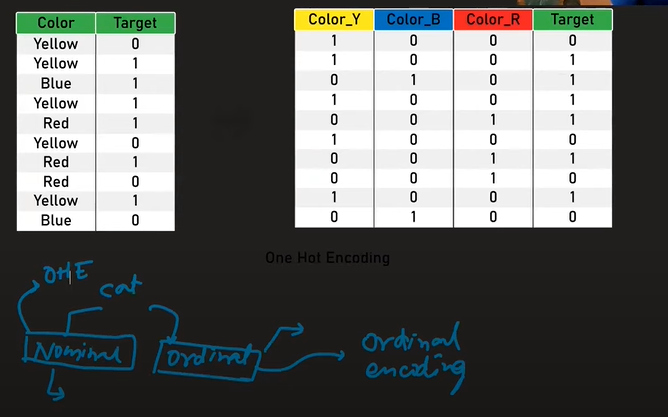 Color Target
Yellow 0
Yellow 1
Blue 1
Yellow 1
Red 1
Yellow 0
Red 1
Red 0
Yellow 1
Blue 0
Color_Y Color_B Color_R Target
1 0 0 0
1 0 0 1
0 1 0 1
1 0 0 1
0 0 1 1
1 0 0 0
0 0 1 1
0 0 1 0
1 0 0 1
0 1 0 0
One Hot Encoding
OHE
cat
Nominal
Ordinal
Ordinal
encoding